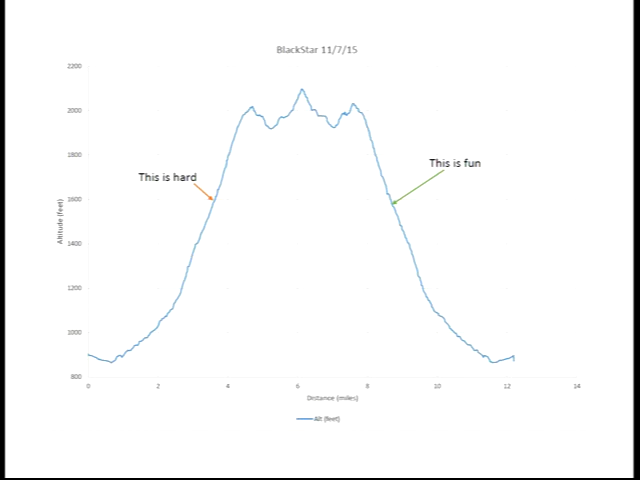 BlackStar 11/7/15
2200
2000
1800
1600
1400
1200
1000
800
Altitude (feet)
This is hard
This is fun
0 2 4 6 8 10 12 14
Distance (miles)
Alt (feet)